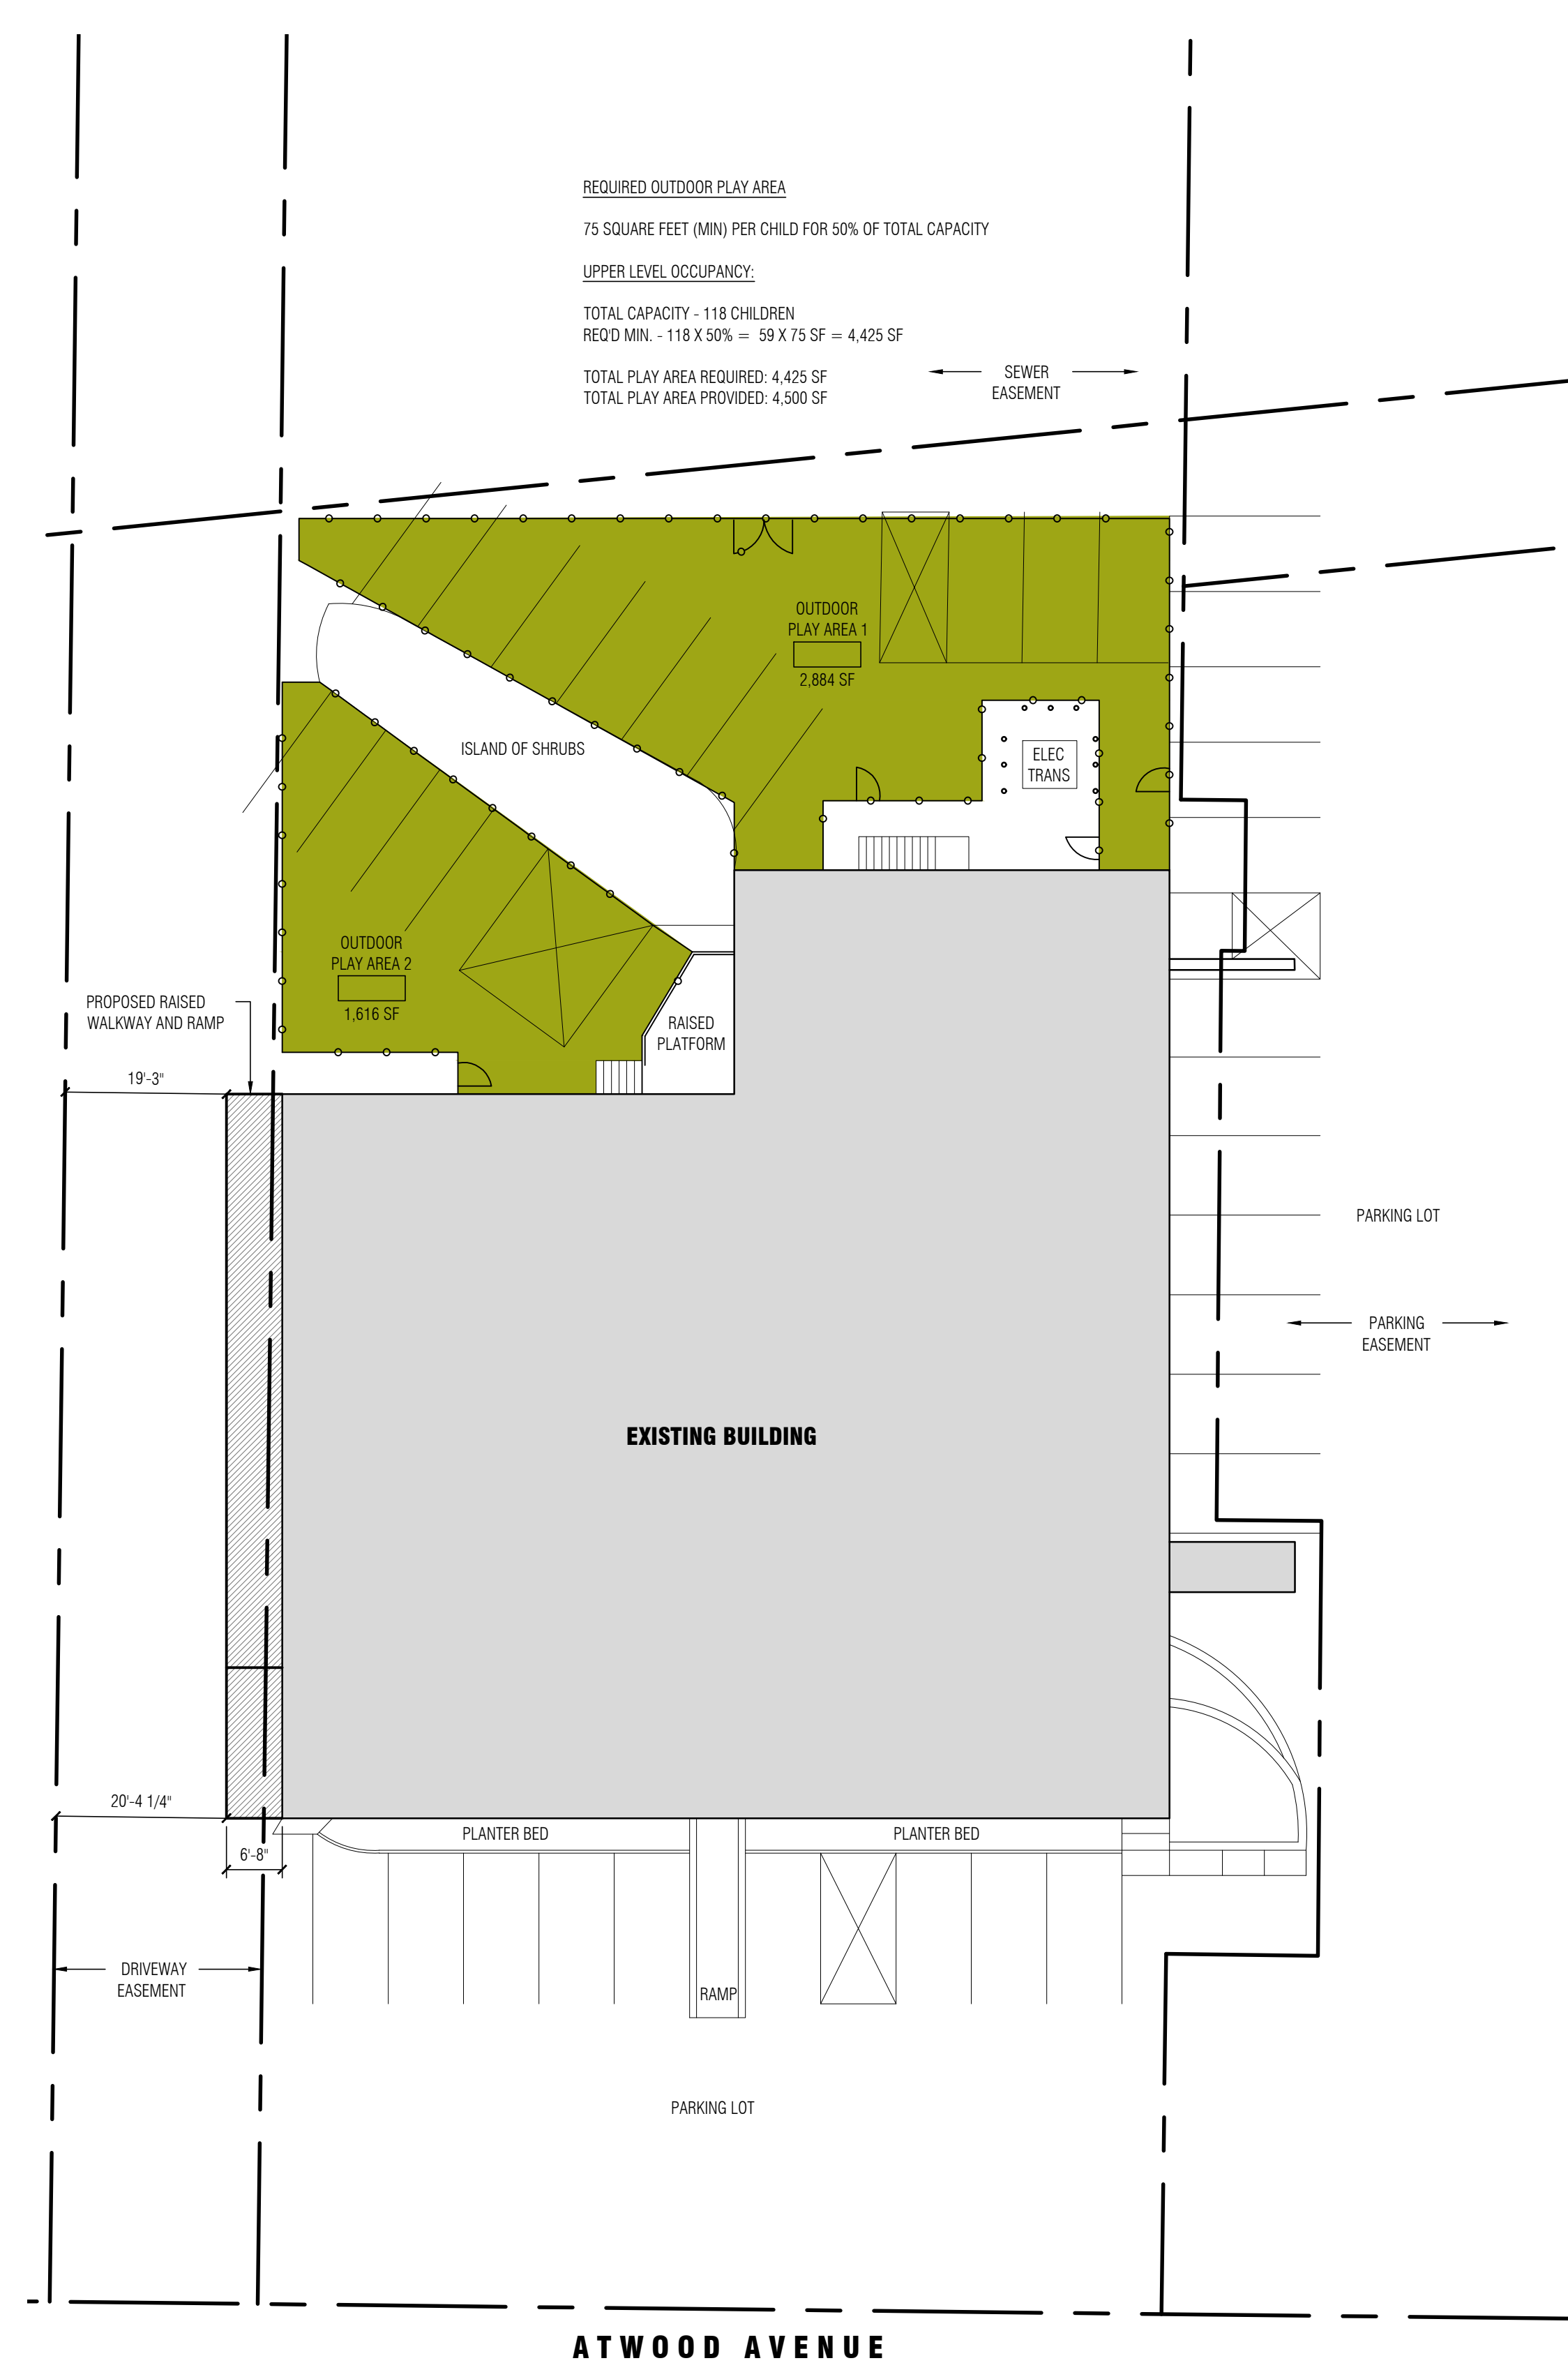 REQUIRED OUTDOOR PLAY AREA
75 SQUARE FEET (MIN) PER CHILD FOR 50% OF TOTAL CAPACITY
UPPER LEVEL OCCUPANCY:
TOTAL CAPACITY - 118 CHILDREN
REQ'D MIN. - 118 X 50% = 59 X 75 SF = 4,425 SF
TOTAL PLAY AREA REQUIRED: 4,425 SF
TOTAL PLAY AREA PROVIDED: 4,500 SF
SEWER
EASEMENT
OUTDOOR
PLAY AREA 1
2,884 SF
ISLAND OF SHRUBS
ELEC
TRANS
OUTDOOR
PLAY AREA 2
1,616 SF
PROPOSED RAISED
WALKWAY AND RAMP
RAISED
PLATFORM
19'-3"
PARKING LOT
PARKING
EASEMENT
EXISTING BUILDING
20'-4 1/4"
6'-8"
PLANTER BED
PLANTER BED
DRIVEWAY
EASEMENT
RAMP
PARKING LOT
ATWOOD AVENUE